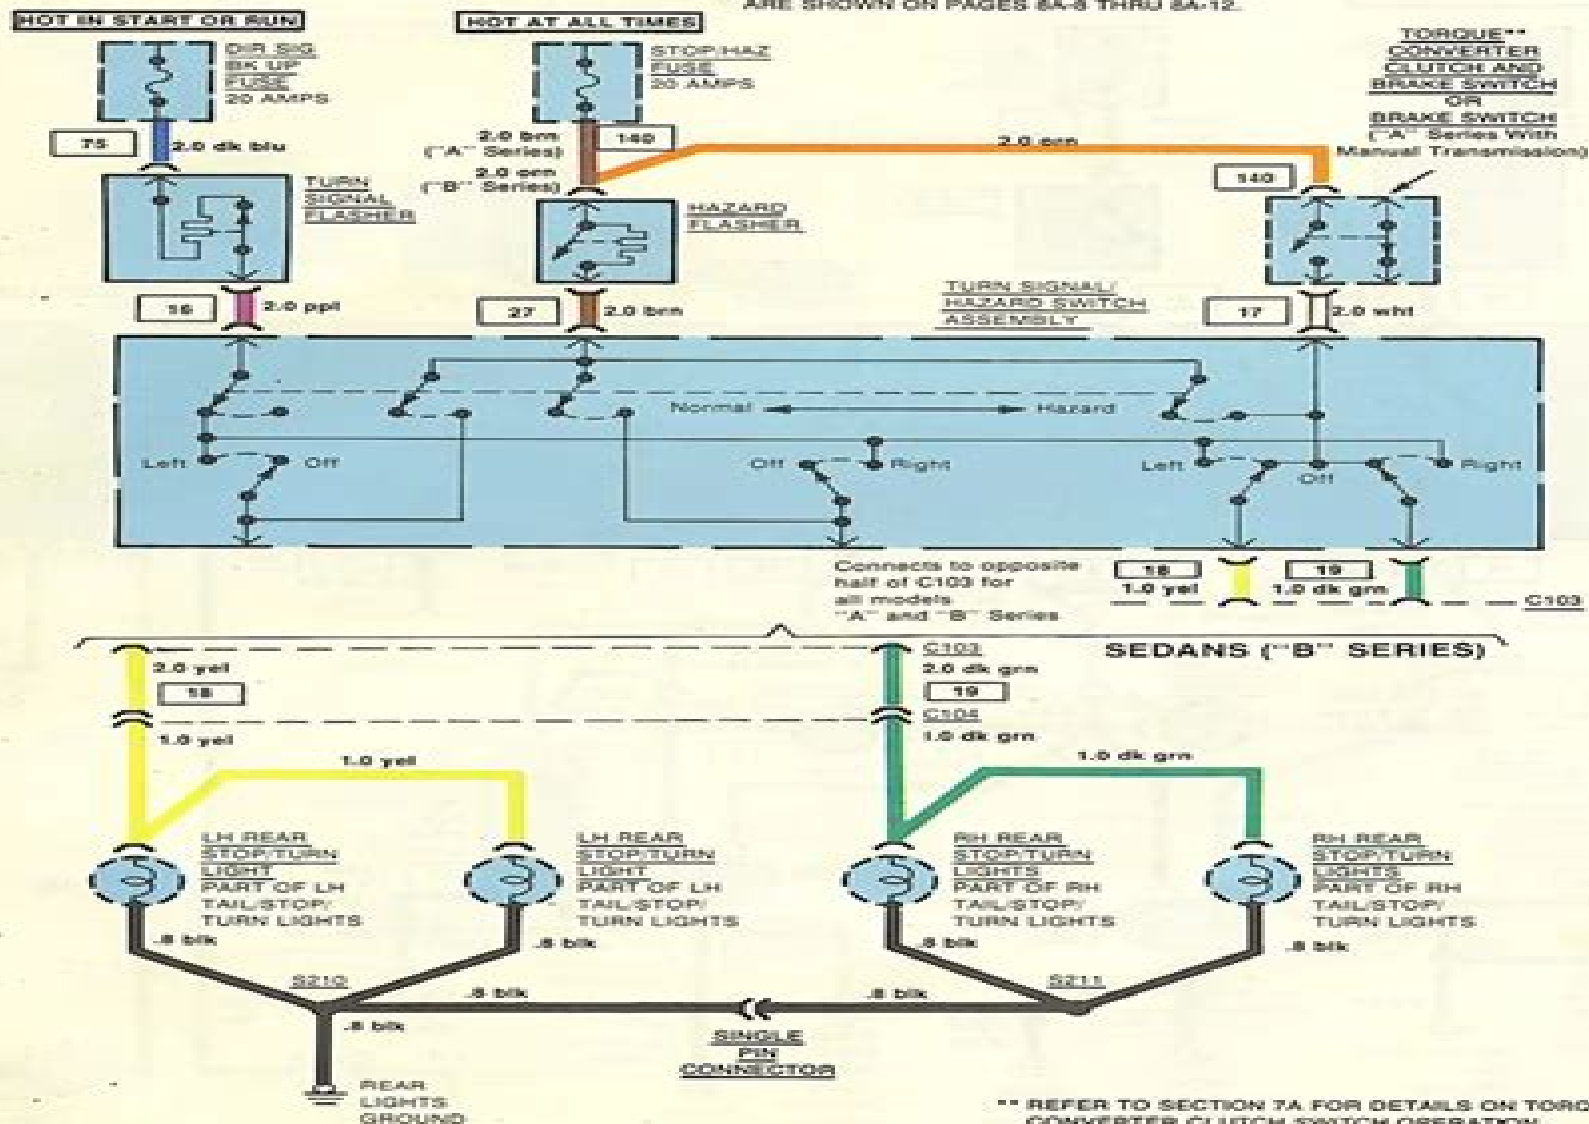 ARE SHOWN ON PAGES 8A-8 THRU 8A-12.
HOT IN START OR RUN
HOT AT ALL TIMES
DIR SIG
BK UP
FUSE
20 AMPS
STOP/HAZ
FUSE
20 AMPS
TORQUE**
CONVERTER
CLUTCH AND
BRAKE SWITCH
OR
BRAKE SWITCH
("A" Series With
Manual Transmission)
75
2.0 dk blu
2.0 brn
("A" Series)
140
2.0 orn
("B" Series)
2.0 orn
140
TURN
SIGNAL
FLASHER
HAZARD
FLASHER
16
2.0 ppl
27
2.0 brn
TURN SIGNAL/
HAZARD SWITCH
ASSEMBLY
17
2.0 wht
Normal
Hazard
Left
Off
Off
Right
Left
Off
Right
Connects to opposite
half of C103 for
all models
"A" and "B" Series
18
1.0 yel
19
1.0 dk grn
C103
SEDANS ("B" SERIES)
2.0 yel
18
C103
2.0 dk grn
19
C104
1.0 yel
1.0 dk grn
1.0 yel
1.0 dk grn
LH REAR
STOP/TURN
LIGHT
PART OF LH
TAIL/STOP/
TURN LIGHTS
LH REAR
STOP/TURN
LIGHT
PART OF LH
TAIL/STOP/
TURN LIGHTS
RH REAR
STOP/TURN
LIGHTS
PART OF RH
TAIL/STOP/
TURN LIGHTS
RH REAR
STOP/TURN
LIGHTS
PART OF RH
TAIL/STOP/
TURN LIGHTS
.8 blk
.8 blk
.8 blk
.8 blk
S210
S211
.8 blk
.8 blk
.8 blk
SINGLE
PIN
CONNECTOR
REAR
LIGHTS
GROUND
** REFER TO SECTION 7A FOR DETAILS ON TORQ
CONVERTER CLUTCH SWITCH OPERATION